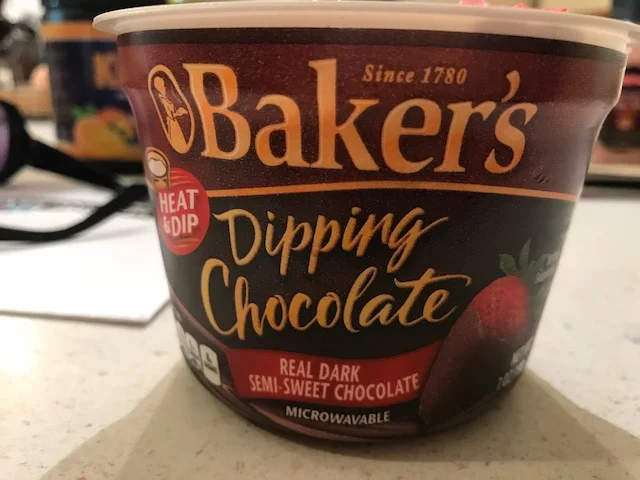 Since 1780
Baker's
HEAT
& DIP
Dipping
Chocolate
REAL DARK
SEMI-SWEET CHOCOLATE
MICROWAVABLE